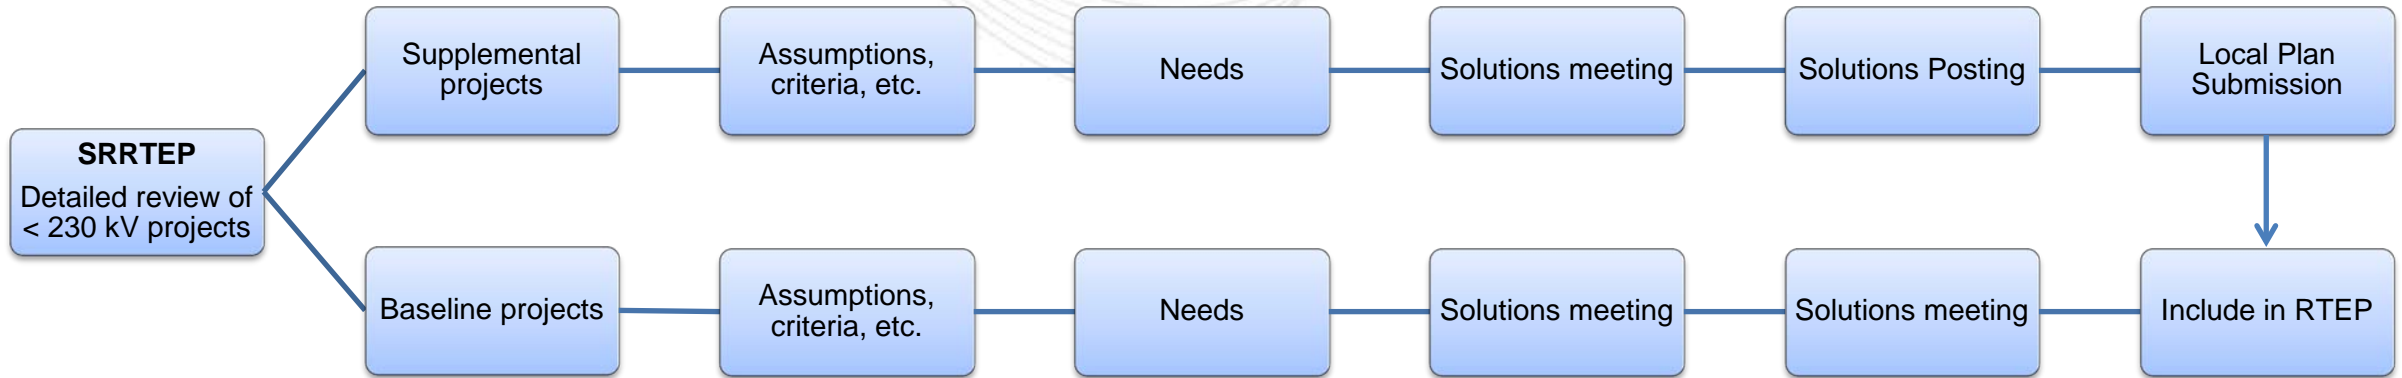 SRRTEP
Detailed review of
< 230 kV projects
Supplemental
projects
Assumptions,
criteria, etc.
Needs
Solutions meeting
Solutions Posting
Local Plan
Submission
Baseline projects
Assumptions,
criteria, etc.
Needs
Solutions meeting
Solutions meeting
Include in RTEP